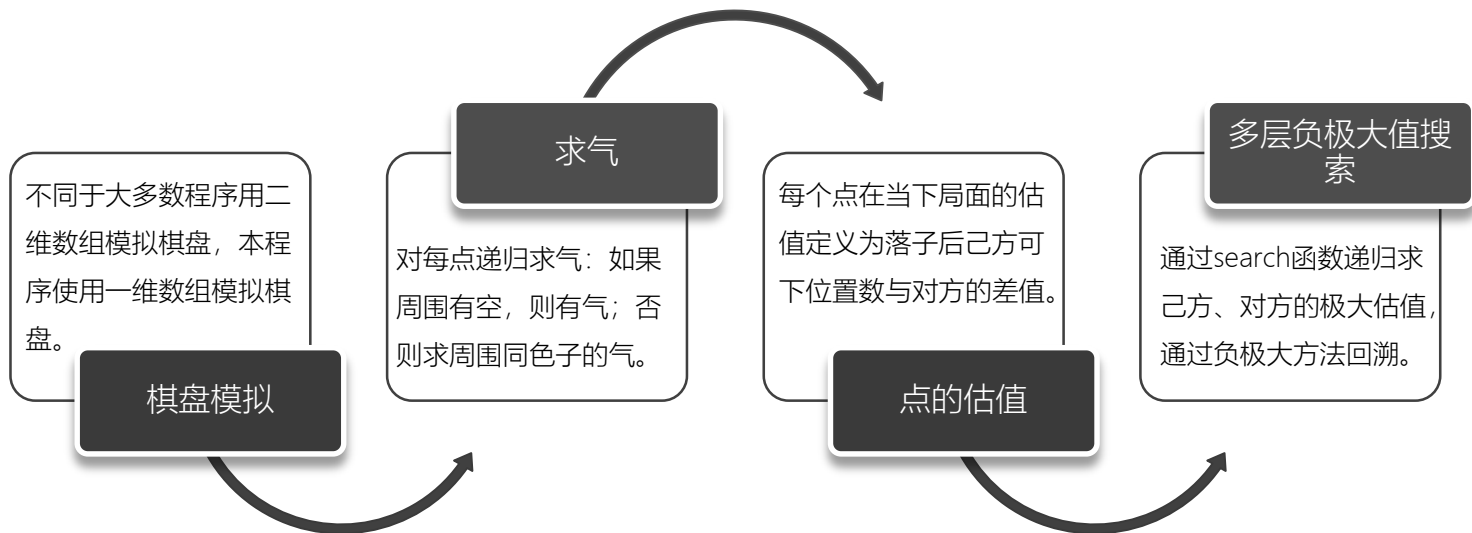 不同于大多数程序用二
维数组模拟棋盘，本程
序使用一维数组模拟棋
盘。
棋盘模拟
求气
对每点递归求气：如果
周围有空，则有气；否
则求周围同色子的气。
每个点在当下局面的估
值定义为落子后己方可
下位置数与对方的差值。
点的估值
多层负极大值搜
索
通过search函数递归求
己方、对方的极大估值，
通过负极大方法回溯。